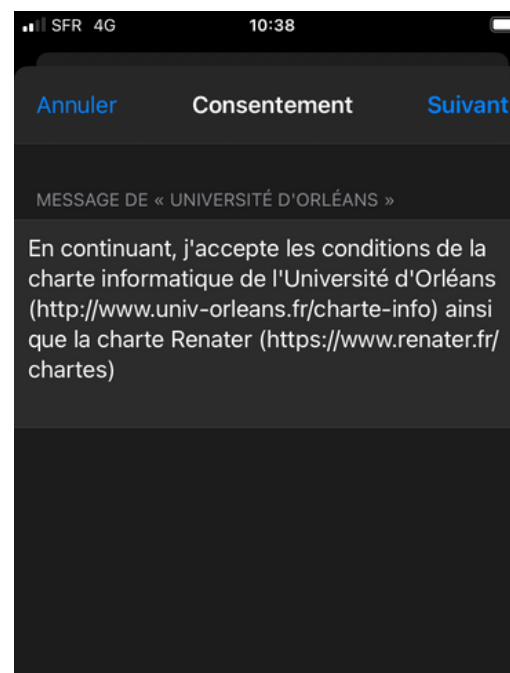 SFR 4G 10:38
Annuler Consentement Suivant
MESSAGE DE « UNIVERSITÉ D'ORLÉANS »
En continuant, j'accepte les conditions de la
charte informatique de l'Université d'Orléans
(http://www.univ-orleans.fr/charte-info) ainsi
que la charte Renater (https://www.renater.fr/
chartes)